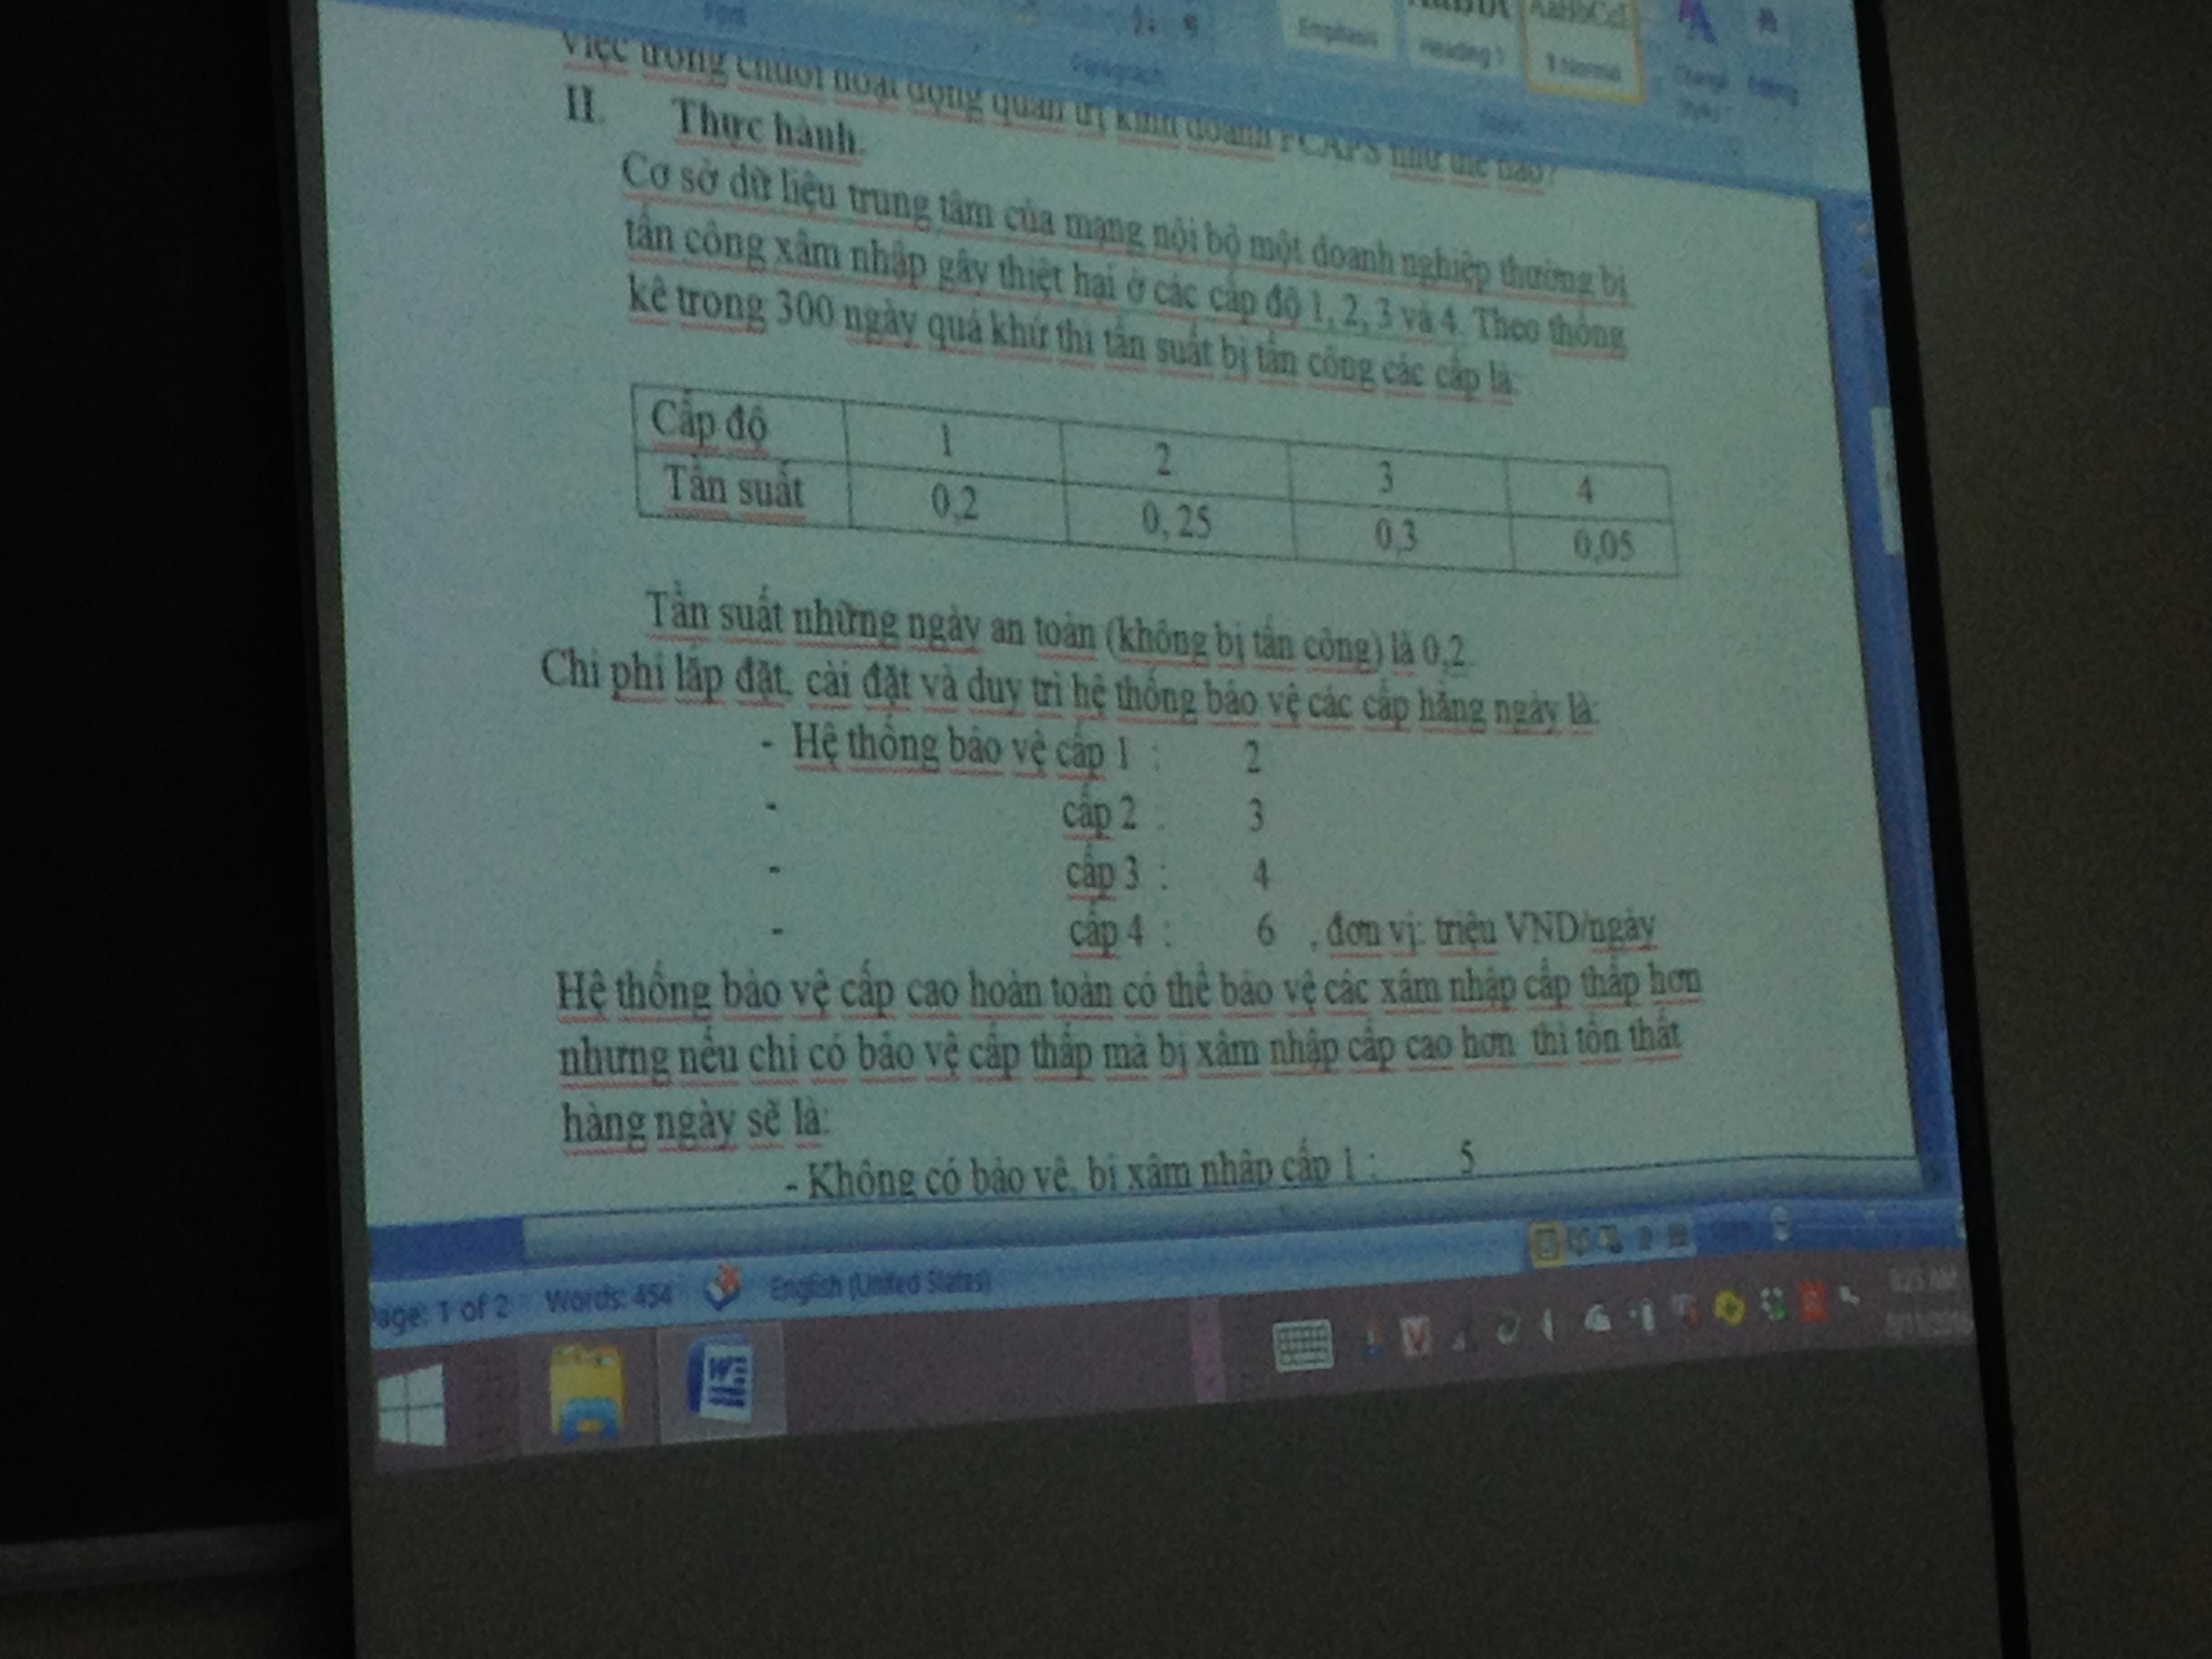 Font
Paragraph
Emphasis
Heading 1
AaBbCcI
¶ Normal
Change
Styles
Editing
việc trong chuỗi hoạt động quản trị kinh doanh FCAPS như thế nào?
II. Thực hành.
Cơ sở dữ liệu trung tâm của mạng nội bộ một doanh nghiệp thường bị
tấn công xâm nhập gây thiệt hại ở các cấp độ 1, 2, 3 và 4. Theo thống
kê trong 300 ngày quá khứ thì tần suất bị tấn công các cấp là:
Cấp độ 1 2 3 4
Tần suất 0,2 0, 25 0,3 0,05
Tần suất những ngày an toàn (không bị tấn công) là 0,2.
Chi phí lắp đặt, cài đặt và duy trì hệ thống bảo vệ các cấp hằng ngày là:
- Hệ thống bảo vệ cấp 1 : 2
- cấp 2 : 3
- cấp 3 : 4
- cấp 4 : 6 , đơn vị: triệu VND/ngày
Hệ thống bảo vệ cấp cao hoàn toàn có thể bảo vệ các xâm nhập cấp thấp hơn
nhưng nếu chỉ có bảo vệ cấp thấp mà bị xâm nhập cấp cao hơn thì tổn thất
hàng ngày sẽ là:
- Không có bảo vệ, bị xâm nhập cấp 1 : 5
age: 1 of 2 Words: 454 English (United States)